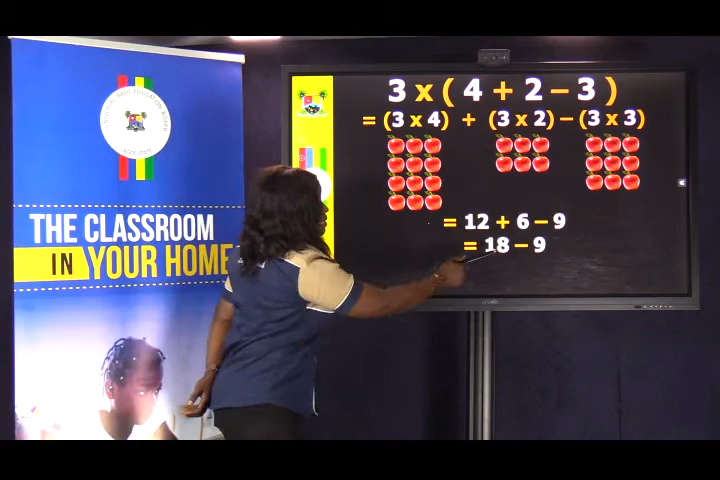 THE CLASSROOM
IN YOUR HOME
3 x ( 4 + 2 − 3 )
= (3 x 4) + (3 x 2) − (3 x 3)
= 12 + 6 − 9
= 18 − 9